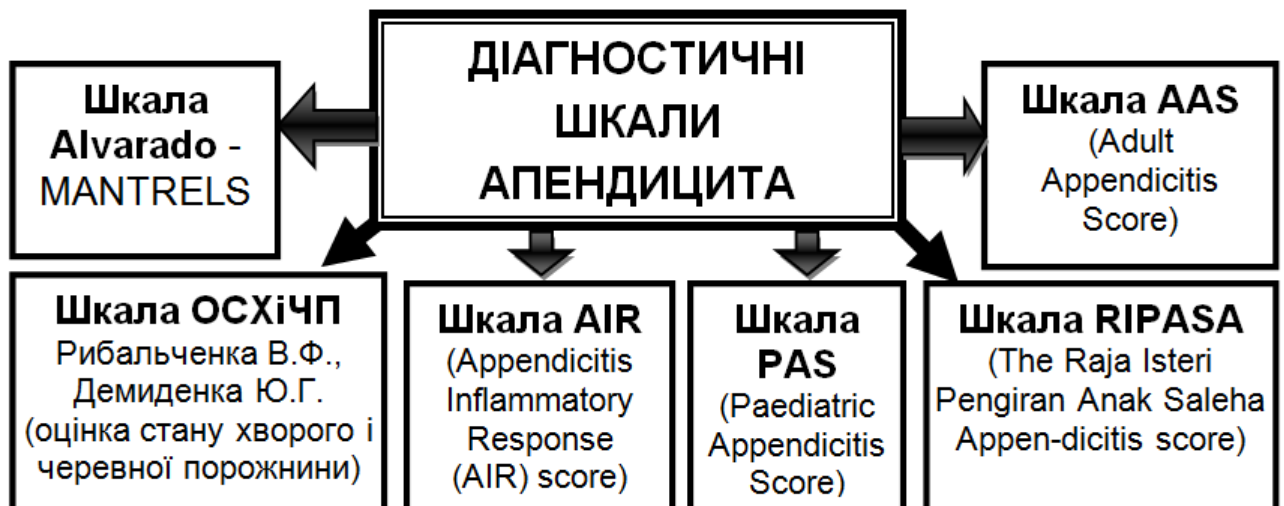 ДІАГНОСТИЧНІ
ШКАЛИ
АПЕНДИЦИТА
Шкала
Alvarado -
MANTRELS
Шкала AAS
(Adult
Appendicitis
Score)
Шкала ОСХіЧП
Рибальченка В.Ф.,
Демиденка Ю.Г.
(оцінка стану хворого і
черевної порожнини)
Шкала AIR
(Appendicitis
Inflammatory
Response
(AIR) score)
Шкала
PAS
(Paediatric
Appendicitis
Score)
Шкала RIPASA
(The Raja Isteri
Pengiran Anak Saleha
Appen-dicitis score)